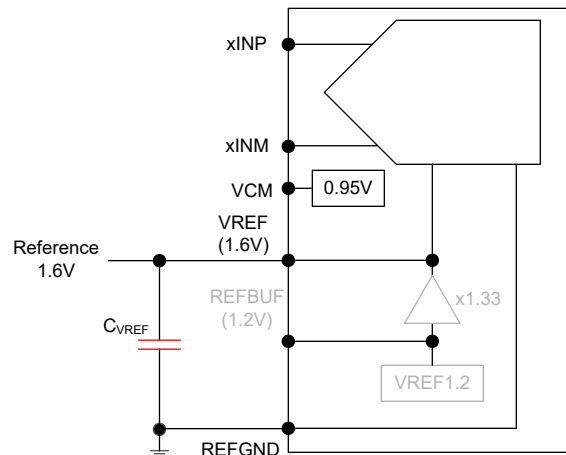 xINP
xINM
VCM
0.95V
VREF
(1.6V)
Reference
1.6V
REFBUF
(1.2V)
x1.33
CVREF
VREF1.2
REFGND